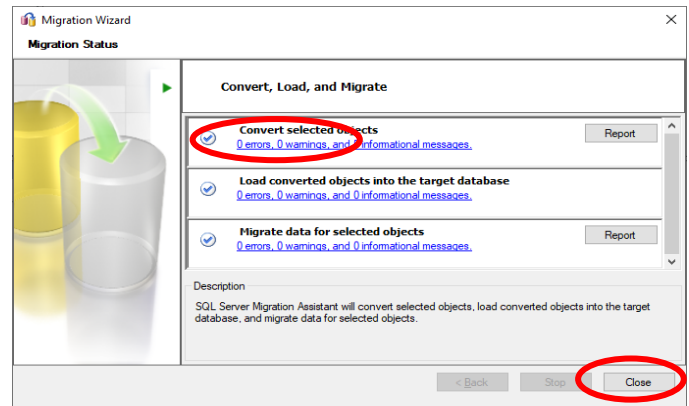 Migration Wizard
Migration Status
Convert, Load, and Migrate
Convert selected objects
Report
0 errors, 0 warnings, and 0 informational messages.
Load converted objects into the target database
0 errors, 0 warnings, and 0 informational messages.
Migrate data for selected objects
Report
0 errors, 0 warnings, and 0 informational messages.
Description
SQL Server Migration Assistant will convert selected objects, load converted objects into the target
database, and migrate data for selected objects.
< Back
Stop
Close